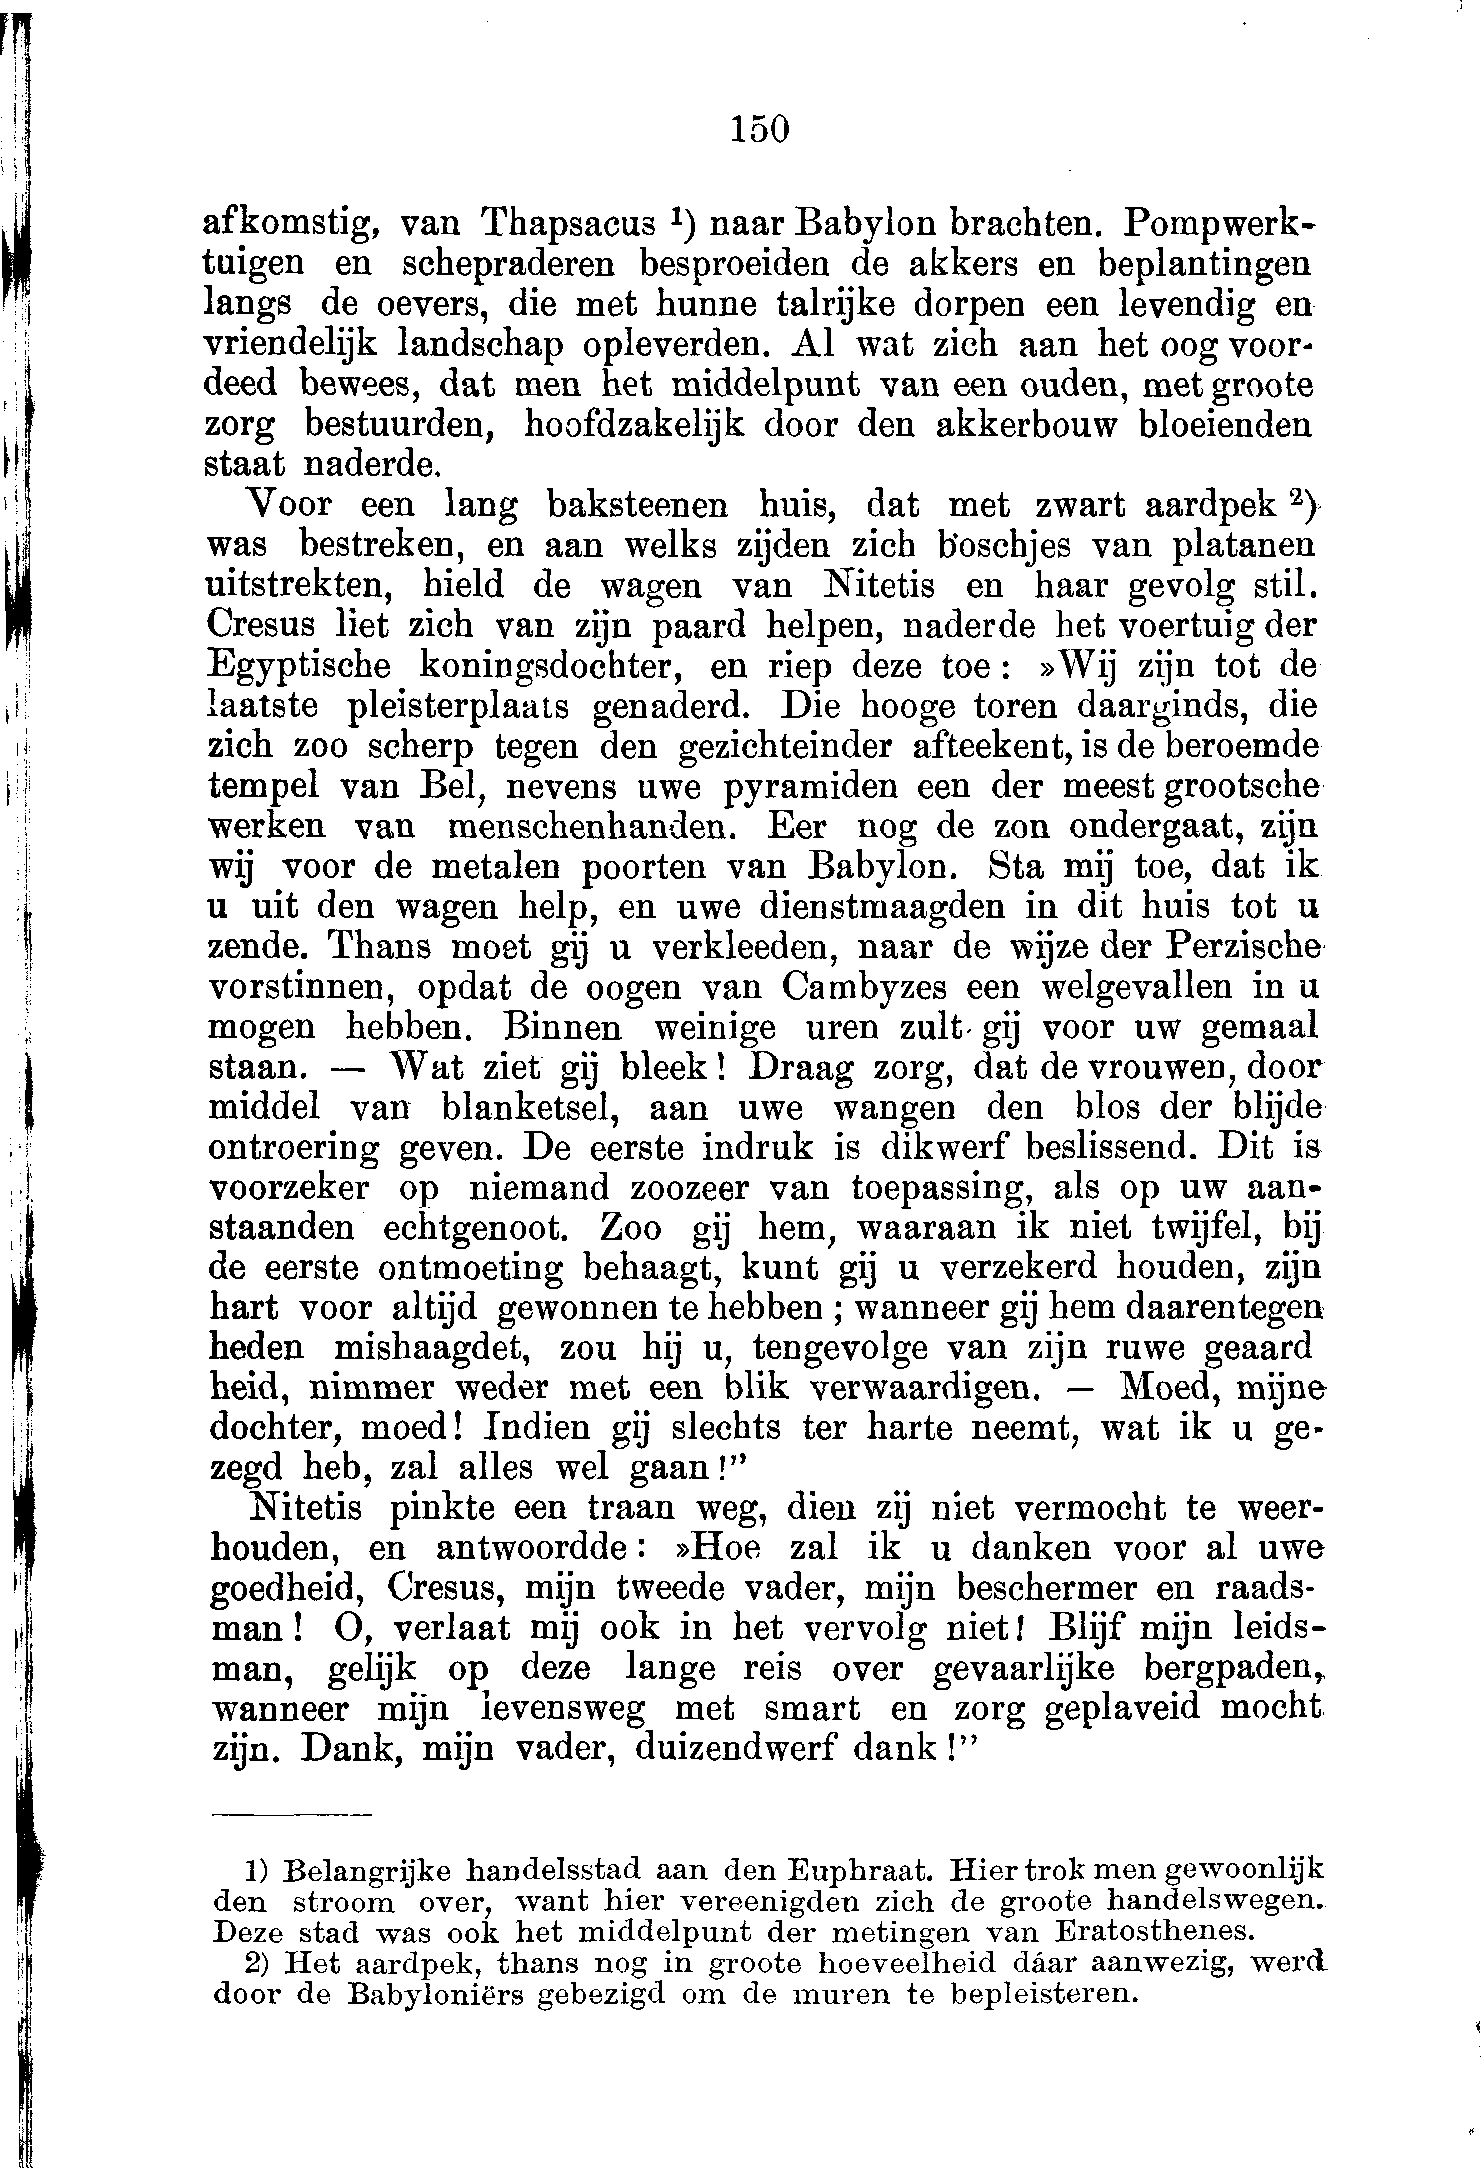 150
afkomstig, van Thapsacus ¹) naar Babylon brachten. Pompwerk-
tuigen en schepraderen besproeiden de akkers en beplantingen
langs de oevers, die met hunne talrijke dorpen een levendig en
vriendelijk landschap opleverden. Al wat zich aan het oog voor-
deed bewees, dat men het middelpunt van een ouden, met groote
zorg bestuurden, hoofdzakelijk door den akkerbouw bloeienden
staat naderde.
Voor een lang baksteenen huis, dat met zwart aardpek ²)
was bestreken, en aan welks zijden zich boschjes van platanen
uitstrekten, hield de wagen van Nitetis en haar gevolg stil.
Cresus liet zich van zijn paard helpen, naderde het voertuig der
Egyptische koningsdochter, en riep deze toe : »Wij zijn tot de
laatste pleisterplaats genaderd. Die hooge toren daarginds, die
zich zoo scherp tegen den gezichteinder afteekent, is de beroemde
tempel van Bel, nevens uwe pyramiden een der meest grootsche
werken van menschenhanden. Eer nog de zon ondergaat, zijn
wij voor de metalen poorten van Babylon. Sta mij toe, dat ik
u uit den wagen help, en uwe dienstmaagden in dit huis tot u
zende. Thans moet gij u verkleeden, naar de wijze der Perzische
vorstinnen, opdat de oogen van Cambyzes een welgevallen in u
mogen hebben. Binnen weinige uren zult gij voor uw gemaal
staan. — Wat ziet gij bleek! Draag zorg, dat de vrouwen, door
middel van blanketsel, aan uwe wangen den blos der blijde
ontroering geven. De eerste indruk is dikwerf beslissend. Dit is
voorzeker op niemand zoozeer van toepassing, als op uw aan-
staanden echtgenoot. Zoo gij hem, waaraan ik niet twijfel, bij
de eerste ontmoeting behaagt, kunt gij u verzekerd houden, zijn
hart voor altijd gewonnen te hebben ; wanneer gij hem daarentegen
heden mishaagdet, zou hij u, tengevolge van zijn ruwe geaard
heid, nimmer weder met een blik verwaardigen. — Moed, mijne
dochter, moed! Indien gij slechts ter harte neemt, wat ik u ge-
zegd heb, zal alles wel gaan!”
Nitetis pinkte een traan weg, dien zij niet vermocht te weer-
houden, en antwoordde : »Hoe zal ik u danken voor al uwe
goedheid, Cresus, mijn tweede vader, mijn beschermer en raads-
man ! O, verlaat mij ook in het vervolg niet! Blijf mijn leids-
man, gelijk op deze lange reis over gevaarlijke bergpaden,
wanneer mijn levensweg met smart en zorg geplaveid mocht
zijn. Dank, mijn vader, duizendwerf dank!”
1) Belangrijke handelsstad aan den Euphraat. Hier trok men gewoonlijk
den stroom over, want hier vereenigden zich de groote handelswegen.
Deze stad was ook het middelpunt der metingen van Eratosthenes.
2) Het aardpek, thans nog in groote hoeveelheid dáar aanwezig, werd
door de Babyloniërs gebezigd om de muren te bepleisteren.